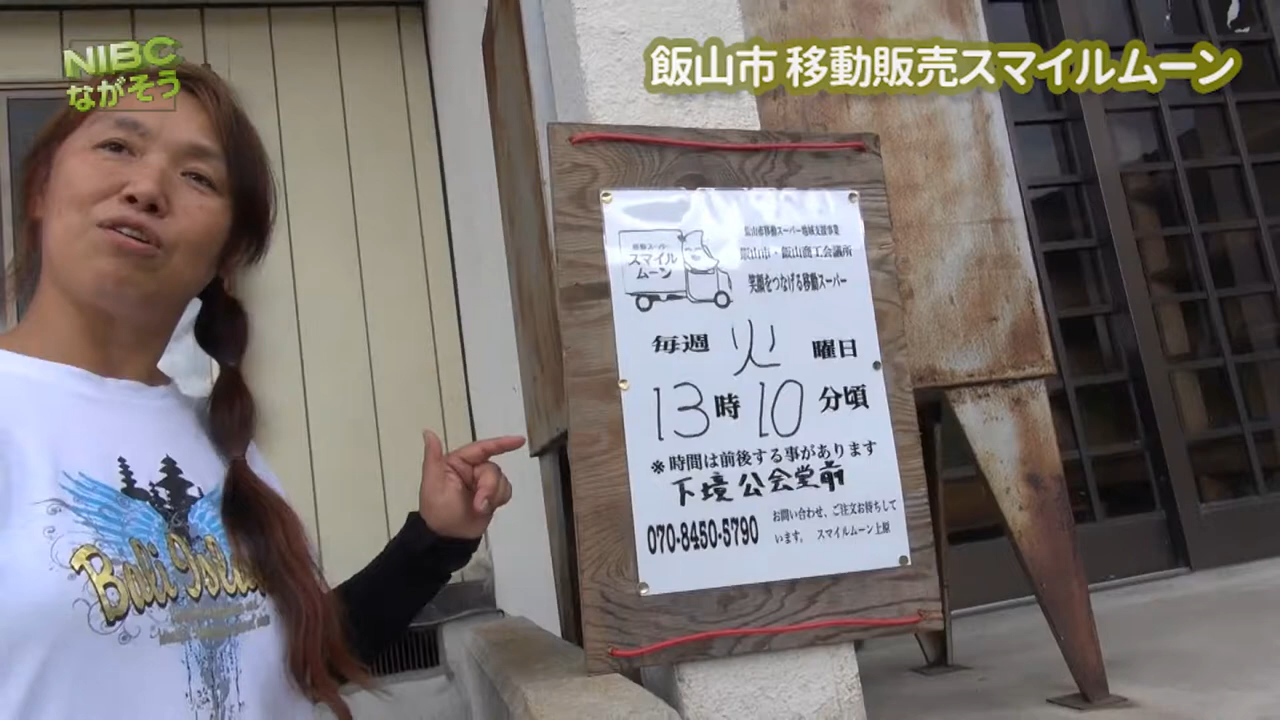 NIBC
ながそう
飯山市 移動販売スマイルムーン
飯山市移動スーパー地域支援事業
飯山市・飯山商工会議所
笑顔をつなげる移動スーパー
移動スーパー
スマイル
ムーン
毎週 火 曜日
13時10分頃
※時間は前後する事があります
下境公会堂前
070-8450-5790
お問い合わせ、ご注文お待ちして
います。 スマイルムーン上原
Bali Isla